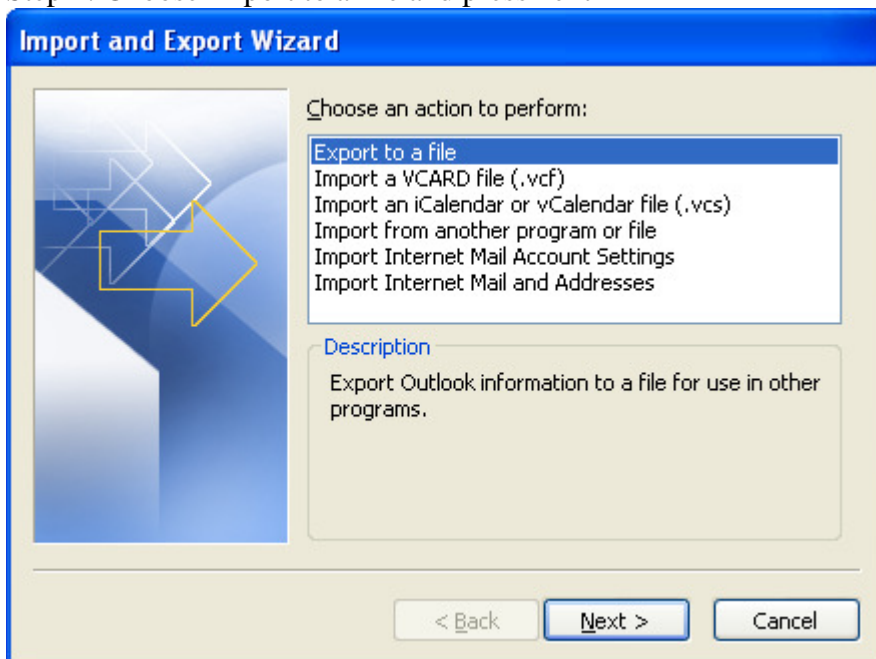 Import and Export Wizard
Choose an action to perform:
Export to a file
Import a VCARD file (.vcf)
Import an iCalendar or vCalendar file (.vcs)
Import from another program or file
Import Internet Mail Account Settings
Import Internet Mail and Addresses
Description
Export Outlook information to a file for use in other
programs.
< Back
Next >
Cancel